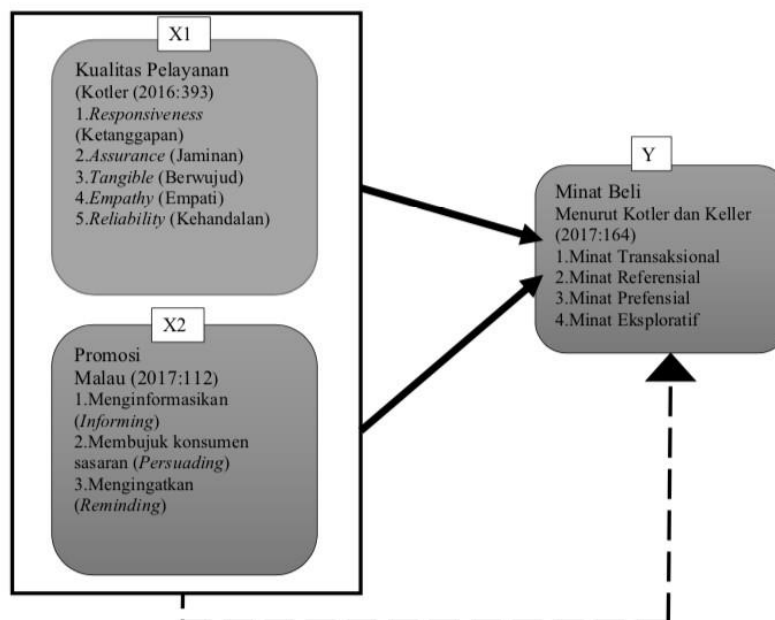 X1
Kualitas Pelayanan
(Kotler (2016:393)
1.Responsiveness
(Ketanggapan)
2.Assurance (Jaminan)
3.Tangible (Berwujud)
4.Empathy (Empati)
5.Reliability (Kehandalan)
X2
Promosi
Malau (2017:112)
1.Menginformasikan
(Informing)
2.Membujuk konsumen
sasaran (Persuading)
3.Mengingatkan
(Reminding)
Y
Minat Beli
Menurut Kotler dan Keller
(2017:164)
1.Minat Transaksional
2.Minat Referensial
3.Minat Prefensial
4.Minat Eksploratif